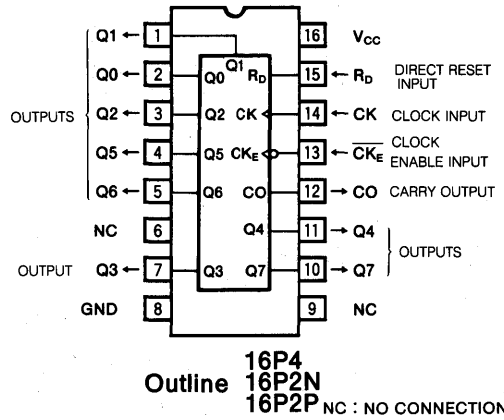 Q1 ← 1 16 VCC
Q1
Q0 ← 2 Q0 RD 15 ← RD DIRECT RESET INPUT
Q2 ← 3 Q2 CK 14 ← CK CLOCK INPUT
OUTPUTS
Q5 ← 4 Q5 CKE 13 ← CKE CLOCK ENABLE INPUT
Q6 ← 5 Q6 CO 12 → CO CARRY OUTPUT
NC 6 Q4 11 → Q4
OUTPUTS
OUTPUT Q3 ← 7 Q3 Q7 10 → Q7
GND 8 9 NC
16P4
Outline 16P2N
16P2P NC : NO CONNECTION